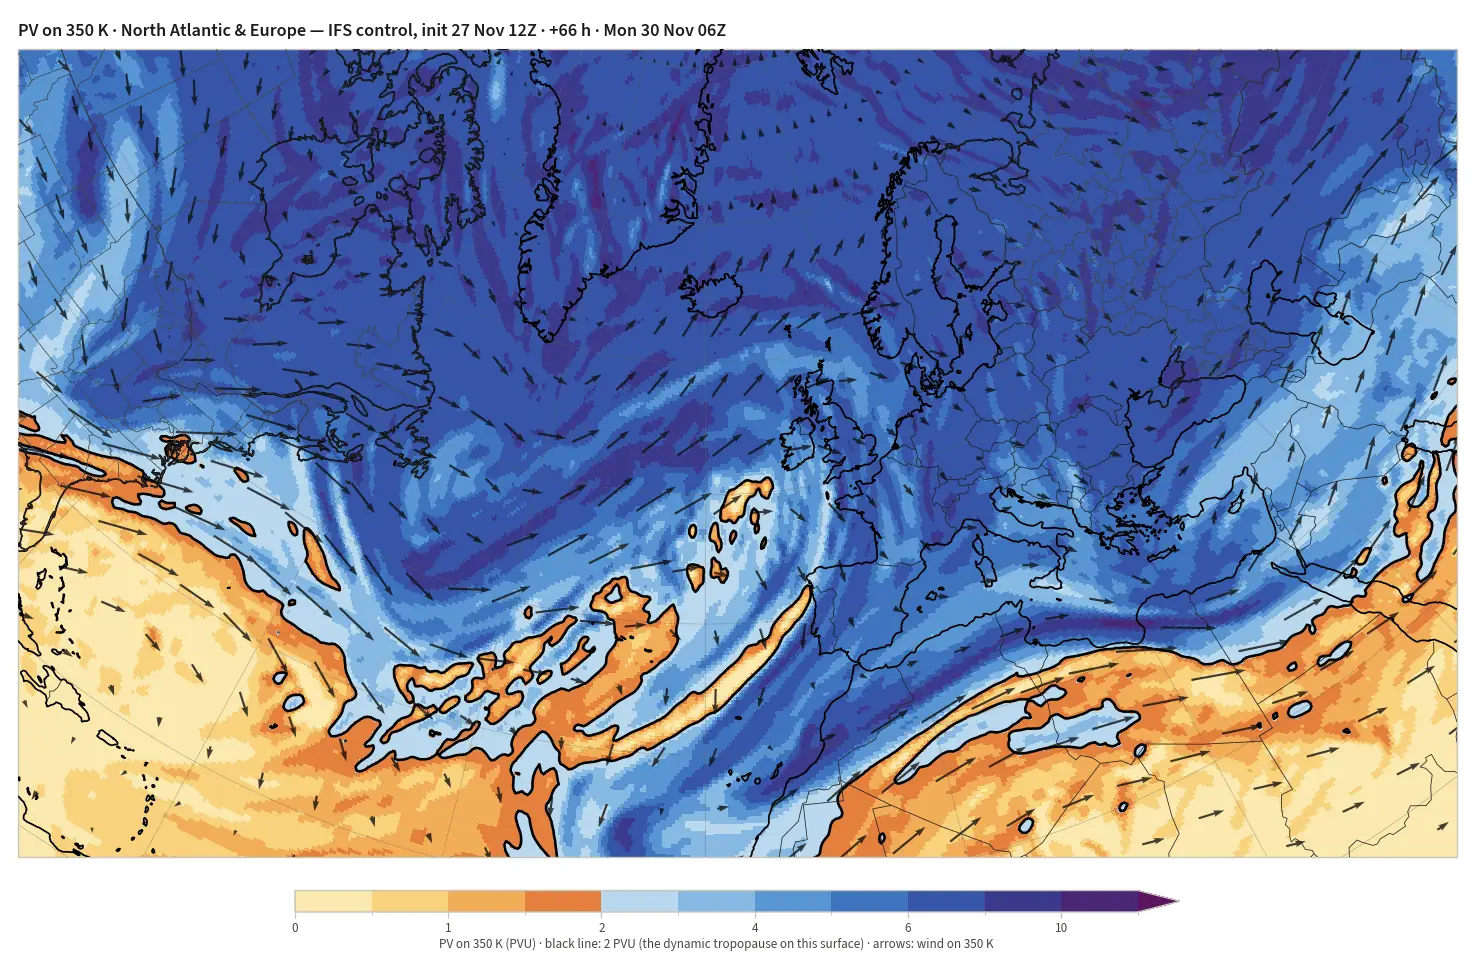 PV on 350 K · North Atlantic & Europe — IFS control, init 27 Nov 12Z · +66 h · Mon 30 Nov 06Z
0 1 2 4 6 10
PV on 350 K (PVU) · black line: 2 PVU (the dynamic tropopause on this surface) · arrows: wind on 350 K